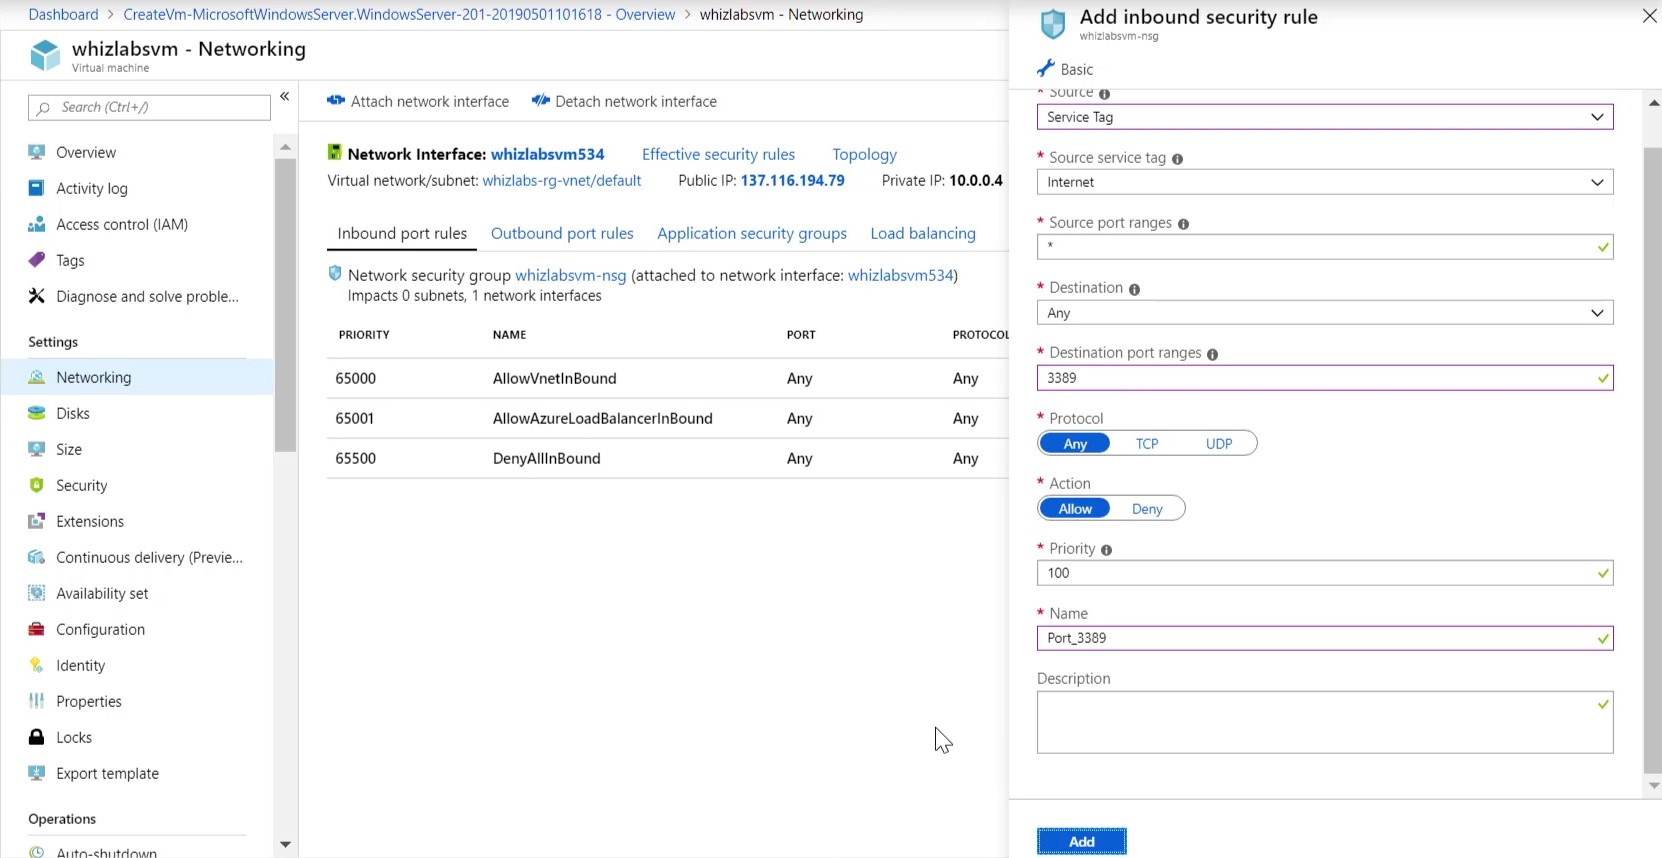 Dashboard > CreateVm-MicrosoftWindowsServer.WindowsServer-201-20190501101618 - Overview > whizlabsvm - Networking
whizlabsvm - Networking
Virtual machine
Search (Ctrl+/)
«
Overview
Activity log
Access control (IAM)
Tags
Diagnose and solve proble...
Settings
Networking
Disks
Size
Security
Extensions
Continuous delivery (Previe...
Availability set
Configuration
Identity
Properties
Locks
Export template
Operations
Auto-shutdown
Attach network interface Detach network interface
Network Interface: whizlabsvm534 Effective security rules Topology
Virtual network/subnet: whizlabs-rg-vnet/default Public IP: 137.116.194.79 Private IP: 10.0.0.4
Inbound port rules Outbound port rules Application security groups Load balancing
Network security group whizlabsvm-nsg (attached to network interface: whizlabsvm534)
Impacts 0 subnets, 1 network interfaces
PRIORITY NAME PORT PROTOCOL
65000 AllowVnetInBound Any Any
65001 AllowAzureLoadBalancerInBound Any Any
65500 DenyAllInBound Any Any
Add inbound security rule
whizlabsvm-nsg
Basic
* Source
Service Tag
* Source service tag
Internet
* Source port ranges
*
* Destination
Any
* Destination port ranges
3389
* Protocol
Any TCP UDP
* Action
Allow Deny
* Priority
100
* Name
Port_3389
Description
Add